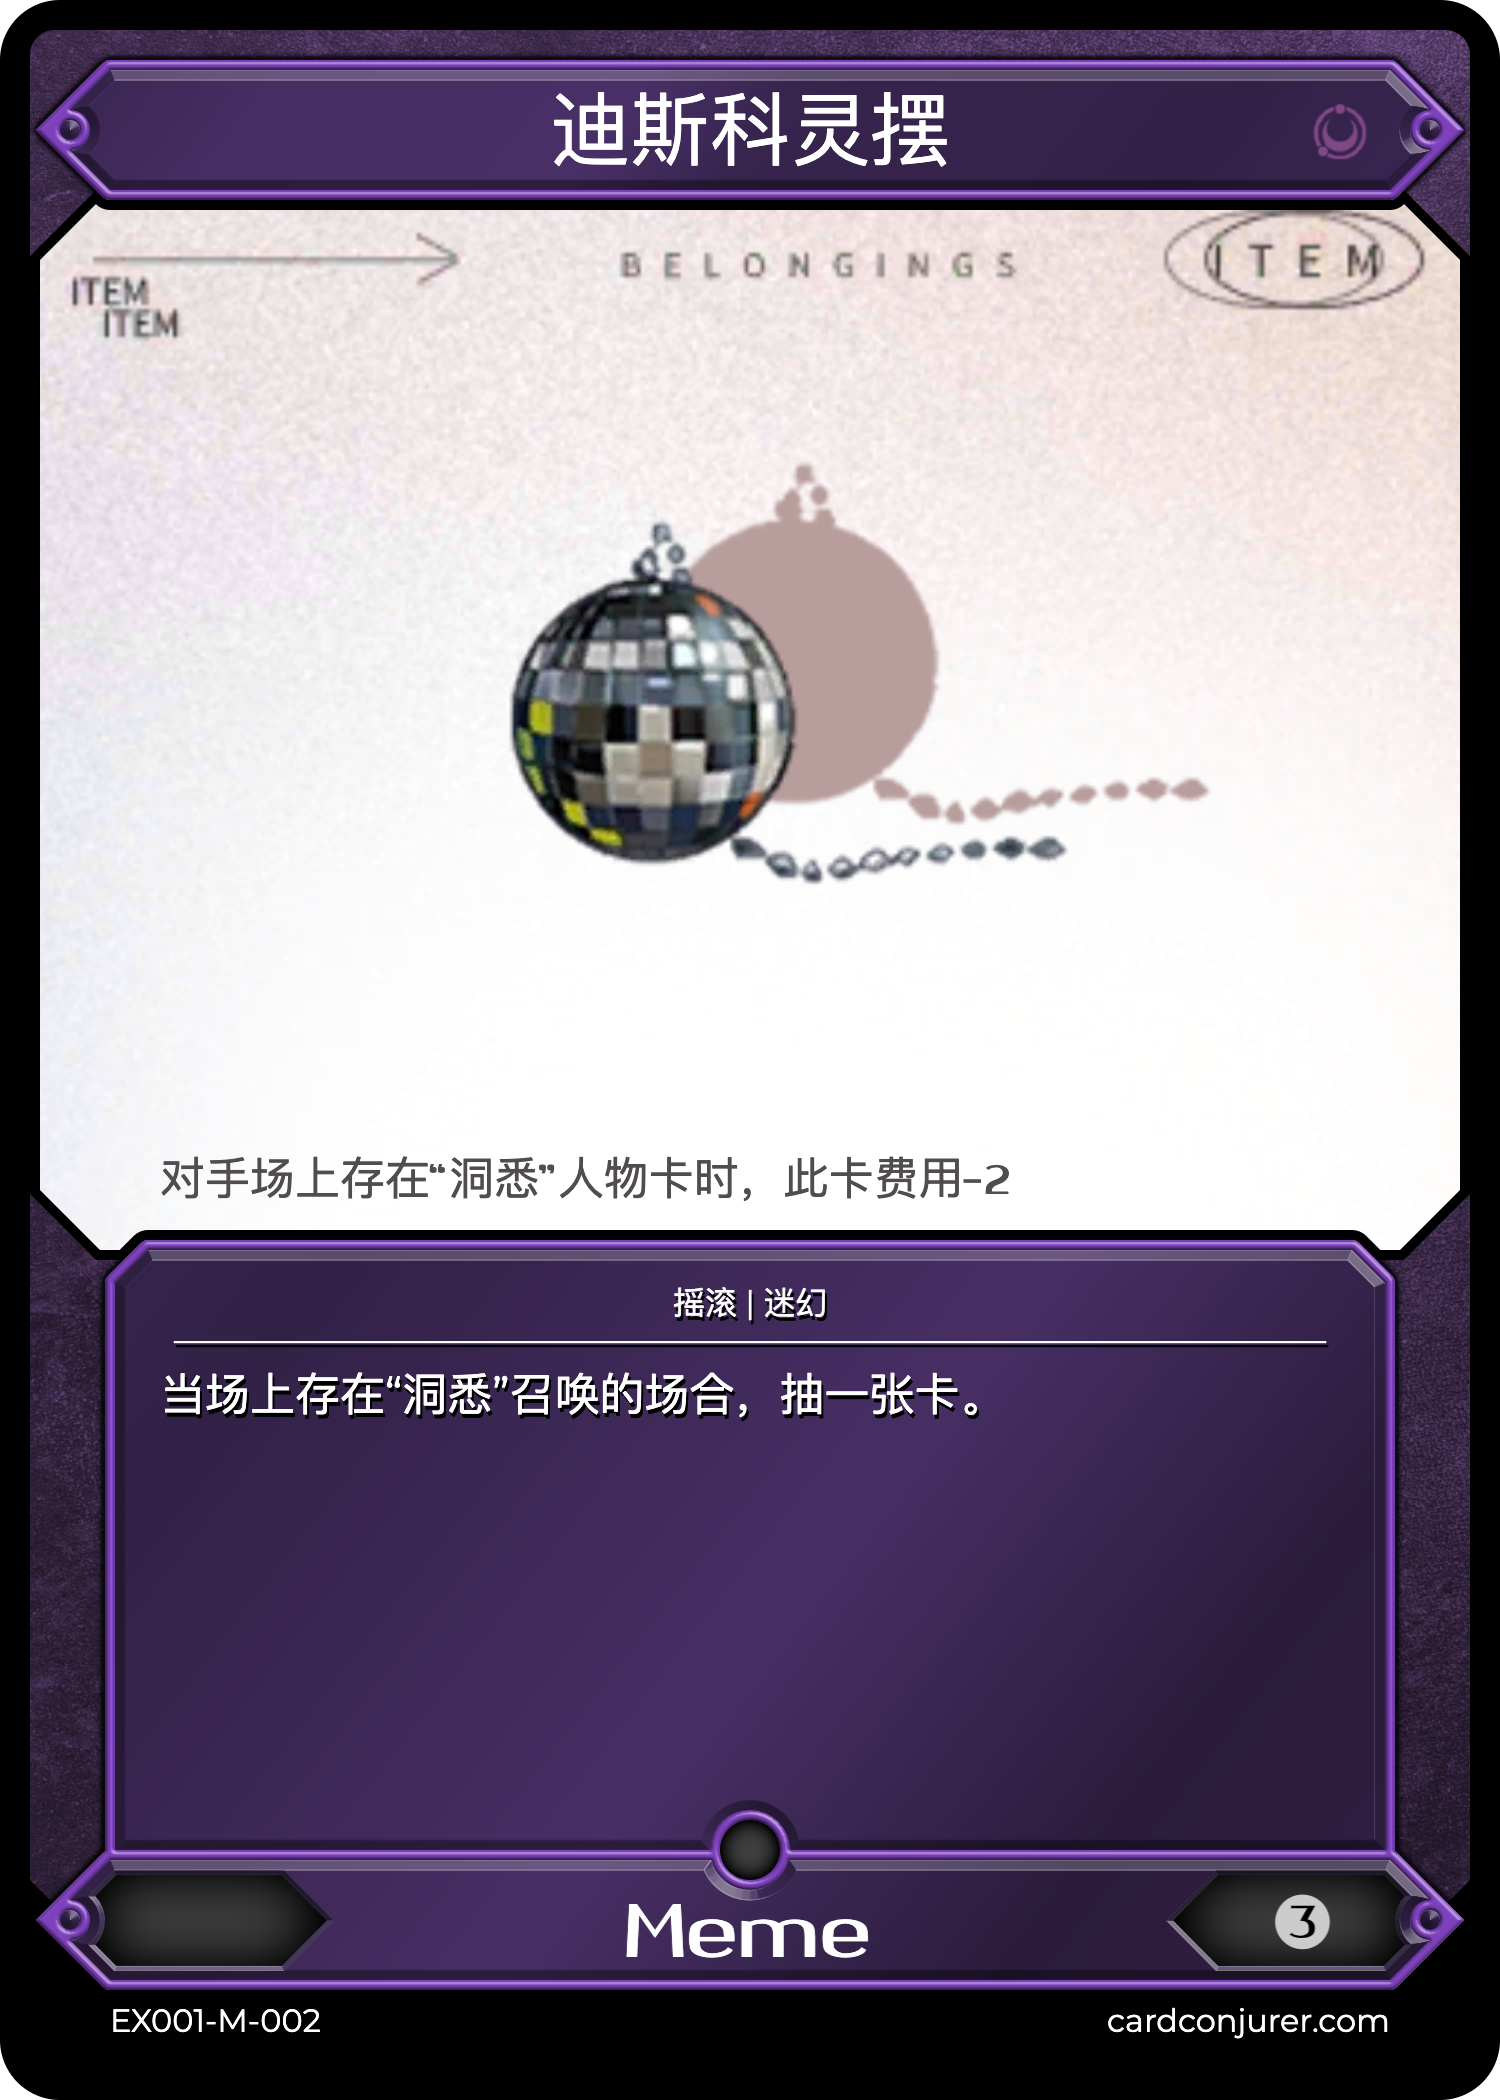 迪斯科灵摆
BELONGINGS
ITEM
ITEM
ITEM
对手场上存在“洞悉”人物卡时，此卡费用-2
摇滚 | 迷幻
当场上存在“洞悉”召唤的场合，抽一张卡。
Meme
3
EX001-M-002
cardconjurer.com